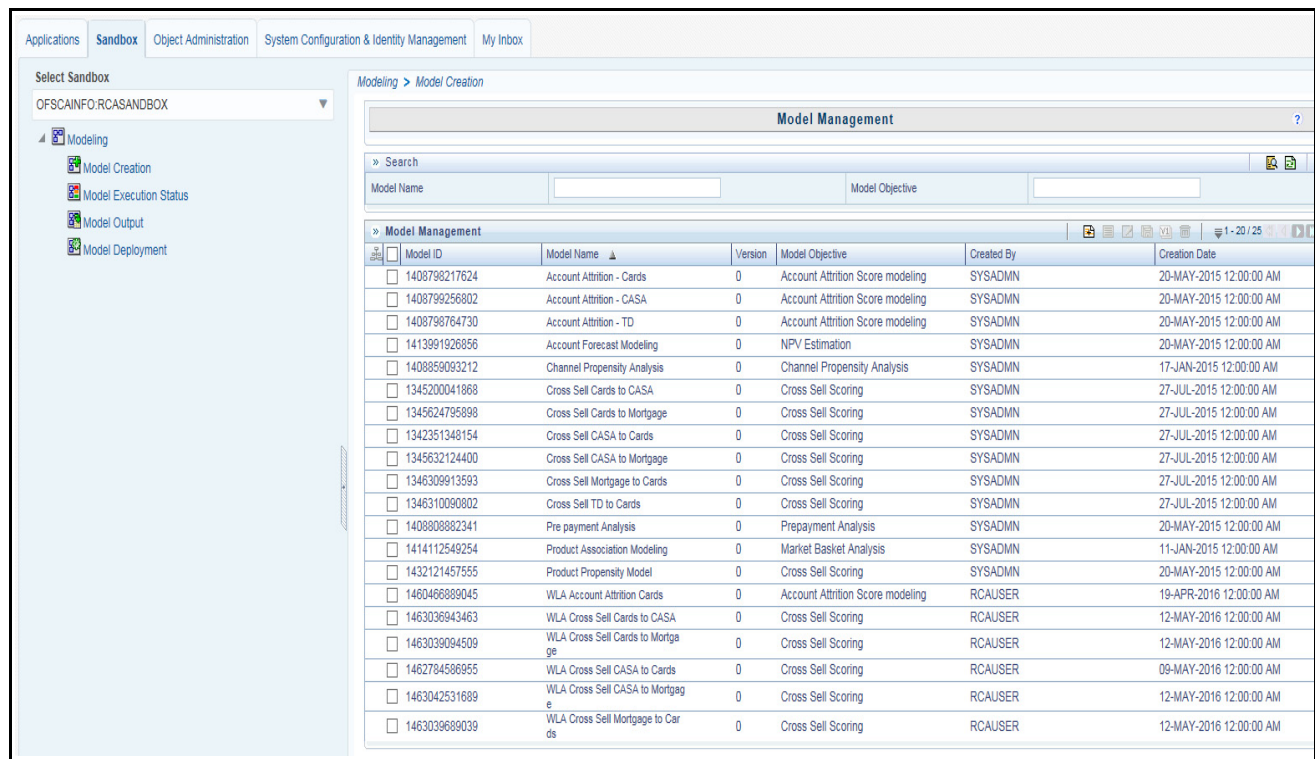 Applications Sandbox Object Administration System Configuration & Identity Management My Inbox
Select Sandbox
OFSCAINFO:RCASANDBOX
Modeling
Model Creation
Model Execution Status
Model Output
Model Deployment
Modeling > Model Creation
Model Management ?
» Search
Model Name Model Objective
» Model Management 1 - 20 / 25
Model ID Model Name Version Model Objective Created By Creation Date
1408798217624 Account Attrition - Cards 0 Account Attrition Score modeling SYSADMN 20-MAY-2015 12:00:00 AM
1408799256802 Account Attrition - CASA 0 Account Attrition Score modeling SYSADMN 20-MAY-2015 12:00:00 AM
1408798764730 Account Attrition - TD 0 Account Attrition Score modeling SYSADMN 20-MAY-2015 12:00:00 AM
1413991926856 Account Forecast Modeling 0 NPV Estimation SYSADMN 20-MAY-2015 12:00:00 AM
1408859093212 Channel Propensity Analysis 0 Channel Propensity Analysis SYSADMN 17-JAN-2015 12:00:00 AM
1345200041868 Cross Sell Cards to CASA 0 Cross Sell Scoring SYSADMN 27-JUL-2015 12:00:00 AM
1345624795898 Cross Sell Cards to Mortgage 0 Cross Sell Scoring SYSADMN 27-JUL-2015 12:00:00 AM
1342351348154 Cross Sell CASA to Cards 0 Cross Sell Scoring SYSADMN 27-JUL-2015 12:00:00 AM
1345632124400 Cross Sell CASA to Mortgage 0 Cross Sell Scoring SYSADMN 27-JUL-2015 12:00:00 AM
1346309913593 Cross Sell Mortgage to Cards 0 Cross Sell Scoring SYSADMN 27-JUL-2015 12:00:00 AM
1346310090802 Cross Sell TD to Cards 0 Cross Sell Scoring SYSADMN 27-JUL-2015 12:00:00 AM
1408808882341 Pre payment Analysis 0 Prepayment Analysis SYSADMN 20-MAY-2015 12:00:00 AM
1414112549254 Product Association Modeling 0 Market Basket Analysis SYSADMN 11-JAN-2015 12:00:00 AM
1432121457555 Product Propensity Model 0 Cross Sell Scoring SYSADMN 20-MAY-2015 12:00:00 AM
1460466889045 WLA Account Attrition Cards 0 Account Attrition Score modeling RCAUSER 19-APR-2016 12:00:00 AM
1463036943463 WLA Cross Sell Cards to CASA 0 Cross Sell Scoring RCAUSER 12-MAY-2016 12:00:00 AM
1463039094509 WLA Cross Sell Cards to Mortga
ge 0 Cross Sell Scoring RCAUSER 12-MAY-2016 12:00:00 AM
1462784586955 WLA Cross Sell CASA to Cards 0 Cross Sell Scoring RCAUSER 09-MAY-2016 12:00:00 AM
1463042531689 WLA Cross Sell CASA to Mortgag
e 0 Cross Sell Scoring RCAUSER 12-MAY-2016 12:00:00 AM
1463039689039 WLA Cross Sell Mortgage to Car
ds 0 Cross Sell Scoring RCAUSER 12-MAY-2016 12:00:00 AM